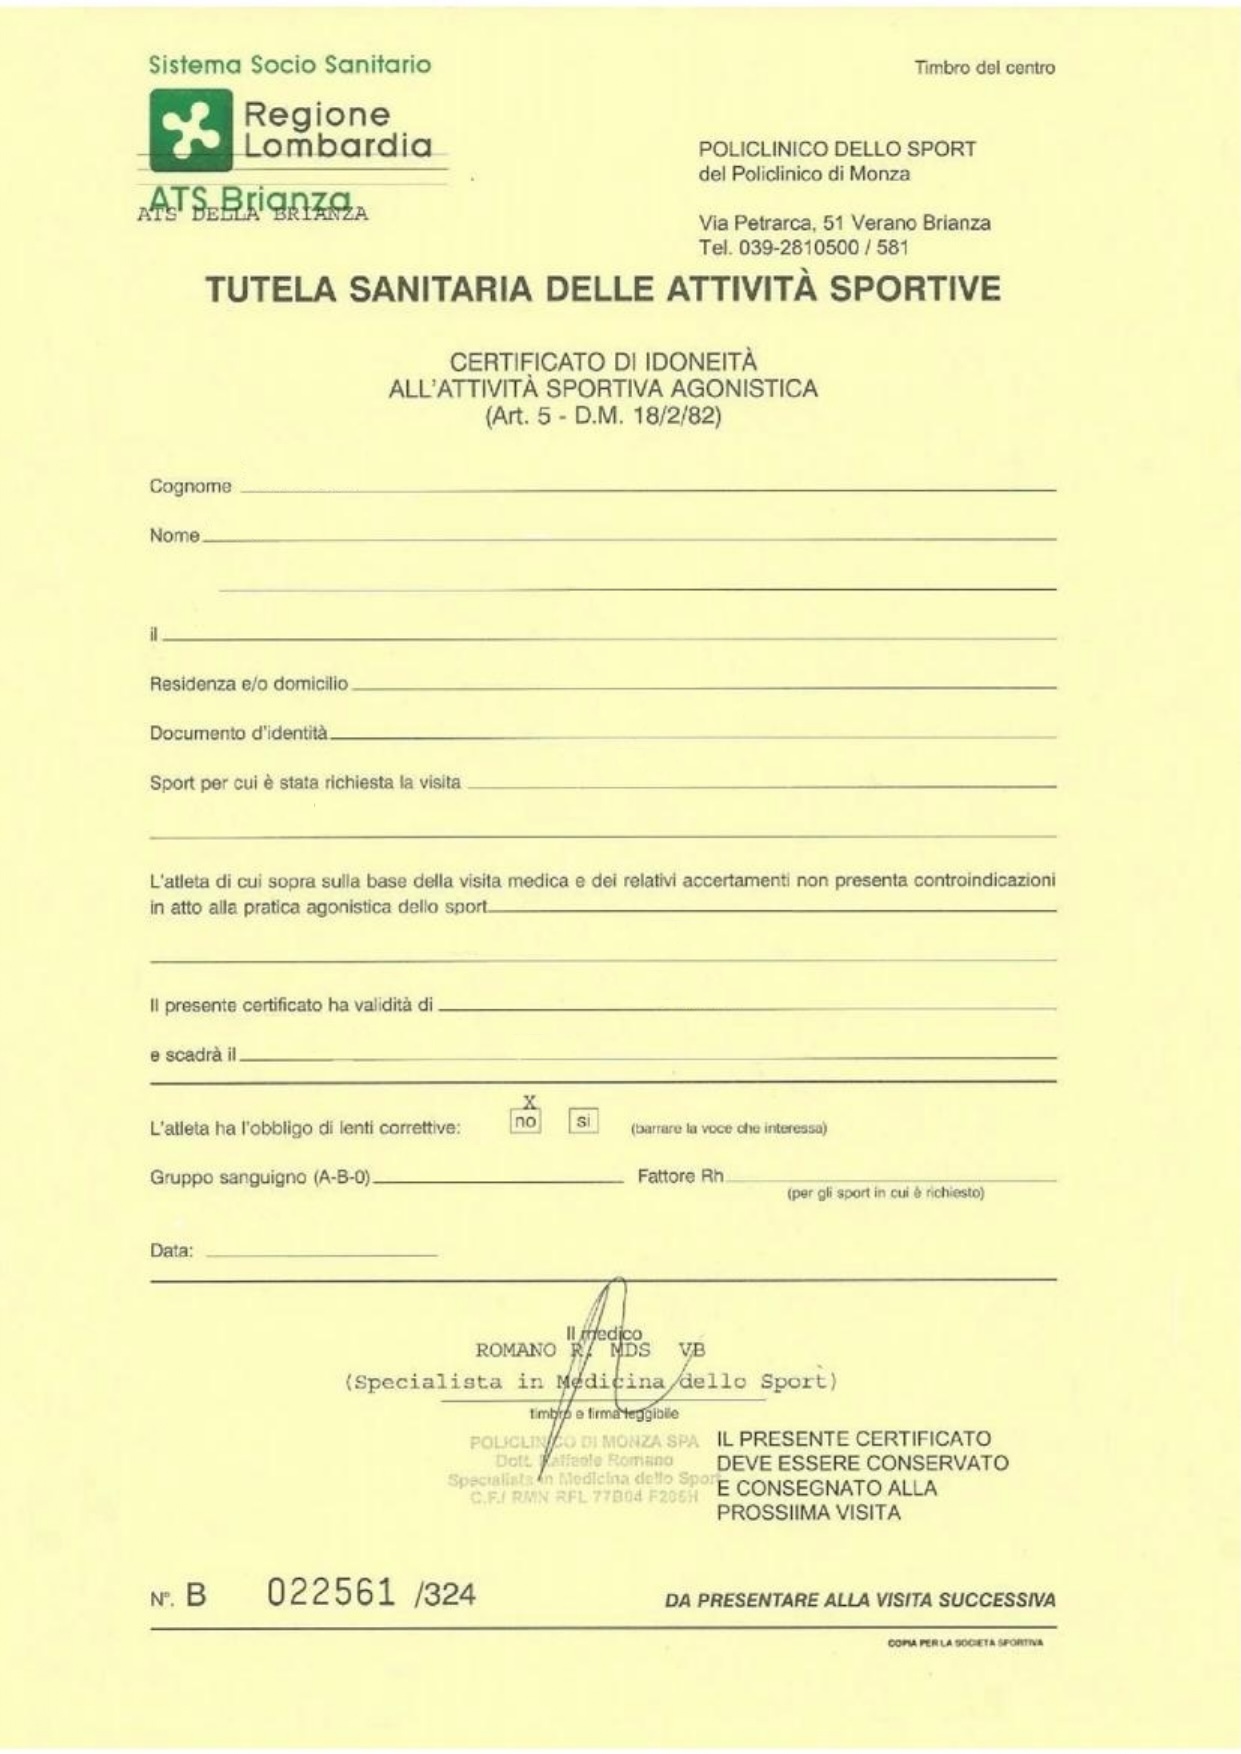 Sistema Socio Sanitario
Timbro del centro
Regione
Lombardia
ATS Brianza
ATS DELLA BRIANZA
POLICLINICO DELLO SPORT
del Policlinico di Monza
Via Petrarca, 51 Verano Brianza
Tel. 039-2810500 / 581
TUTELA SANITARIA DELLE ATTIVITÀ SPORTIVE
CERTIFICATO DI IDONEITÀ
ALL'ATTIVITÀ SPORTIVA AGONISTICA
(Art. 5 - D.M. 18/2/82)
Cognome
Nome
il
Residenza e/o domicilio
Documento d'identità
Sport per cui è stata richiesta la visita
L'atleta di cui sopra sulla base della visita medica e dei relativi accertamenti non presenta controindicazioni
in atto alla pratica agonistica dello sport
Il presente certificato ha validità di
e scadrà il
X
L'atleta ha l'obbligo di lenti correttive: no si (barrare la voce che interessa)
Gruppo sanguigno (A-B-0) Fattore Rh
(per gli sport in cui è richiesto)
Data:
Il medico
ROMANO R. MDS VB
(Specialista in Medicina dello Sport)
timbro e firma leggibile
POLICLINICO DI MONZA SPA
Dott. Raffaele Romano
Specialista in Medicina dello Sport
C.F./ RMN RFL 77B04 F205H
IL PRESENTE CERTIFICATO
DEVE ESSERE CONSERVATO
E CONSEGNATO ALLA
PROSSIIMA VISITA
N°. B 022561 /324
DA PRESENTARE ALLA VISITA SUCCESSIVA
COPIA PER LA SOCIETÀ SPORTIVA